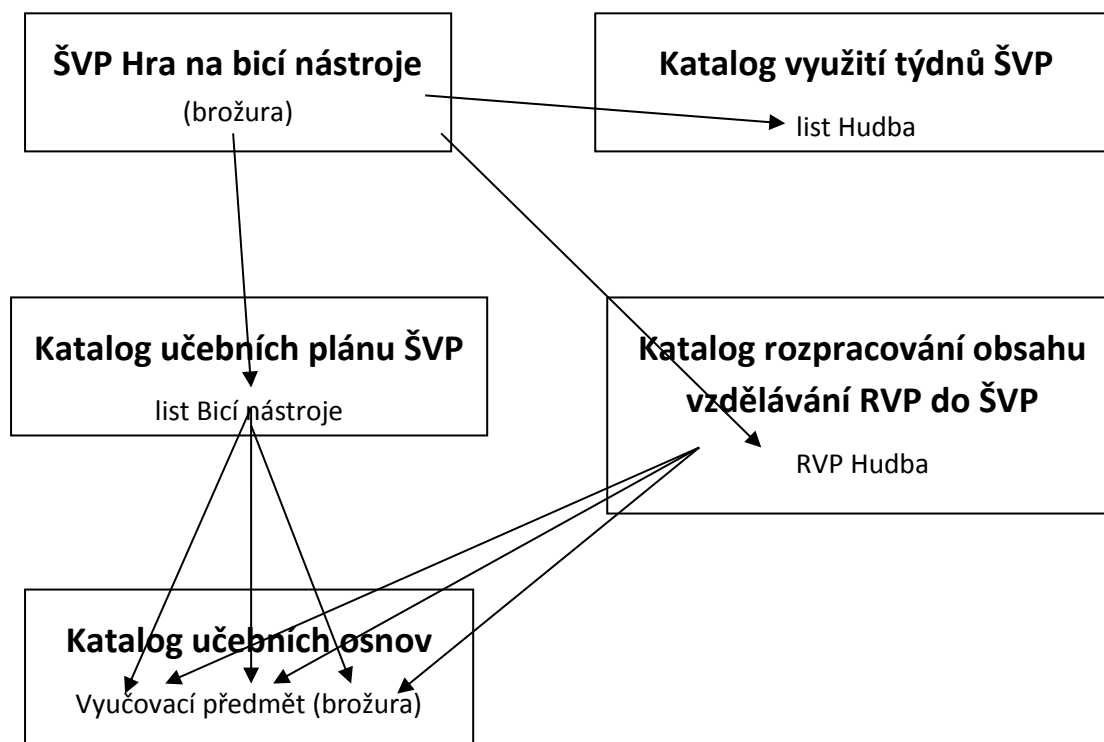 ŠVP Hra na bicí nástroje
(brožura)
Katalog využití týdnů ŠVP
list Hudba
Katalog učebních plánu ŠVP
list Bicí nástroje
Katalog rozpracování obsahu
vzdělávání RVP do ŠVP
RVP Hudba
Katalog učebních osnov
Vyučovací předmět (brožura)